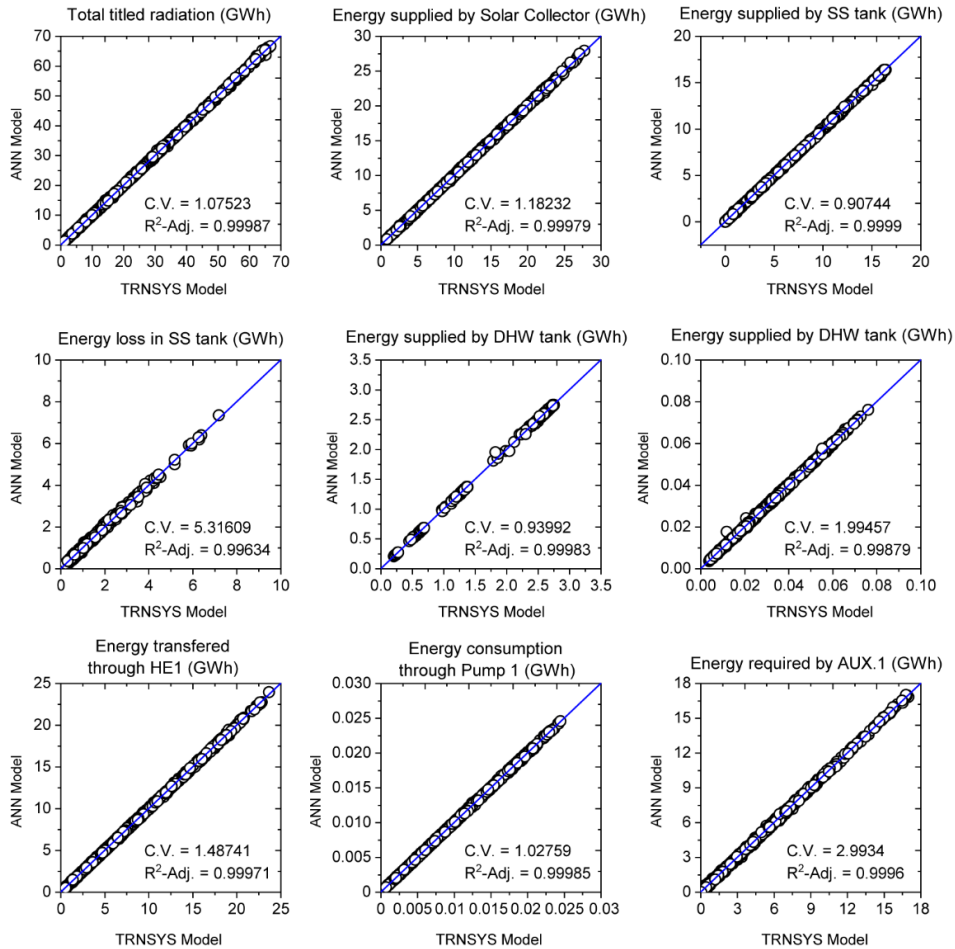 Total titled radiation (GWh)
70
60
50
40
30
20
10
0
ANN Model
C.V. = 1.07523
R²-Adj. = 0.99987
0 10 20 30 40 50 60 70
TRNSYS Model
Energy supplied by Solar Collector (GWh)
30
25
20
15
10
5
0
ANN Model
C.V. = 1.18232
R²-Adj. = 0.99979
0 5 10 15 20 25 30
TRNSYS Model
Energy supplied by SS tank (GWh)
20
15
10
5
0
ANN Model
C.V. = 0.90744
R²-Adj. = 0.9999
0 5 10 15 20
TRNSYS Model
Energy loss in SS tank (GWh)
10
8
6
4
2
0
ANN Model
C.V. = 5.31609
R²-Adj. = 0.99634
0 2 4 6 8 10
TRNSYS Model
Energy supplied by DHW tank (GWh)
3.5
3.0
2.5
2.0
1.5
1.0
0.5
0.0
ANN Model
C.V. = 0.93992
R²-Adj. = 0.99983
0.0 0.5 1.0 1.5 2.0 2.5 3.0 3.5
TRNSYS Model
Energy supplied by DHW tank (GWh)
0.10
0.08
0.06
0.04
0.02
0.00
ANN Model
C.V. = 1.99457
R²-Adj. = 0.99879
0.00 0.02 0.04 0.06 0.08 0.10
TRNSYS Model
Energy transfered
through HE1 (GWh)
25
20
15
10
5
0
ANN Model
C.V. = 1.48741
R²-Adj. = 0.99971
0 5 10 15 20 25
TRNSYS Model
Energy consumption
through Pump 1 (GWh)
0.030
0.025
0.020
0.015
0.010
0.005
0.000
ANN Model
C.V. = 1.02759
R²-Adj. = 0.99985
0 0.005 0.01 0.015 0.02 0.025 0.03
TRNSYS Model
Energy required by AUX.1 (GWh)
18
15
12
9
6
3
0
ANN Model
C.V. = 2.9934
R²-Adj. = 0.9996
0 3 6 9 12 15 18
TRNSYS Model